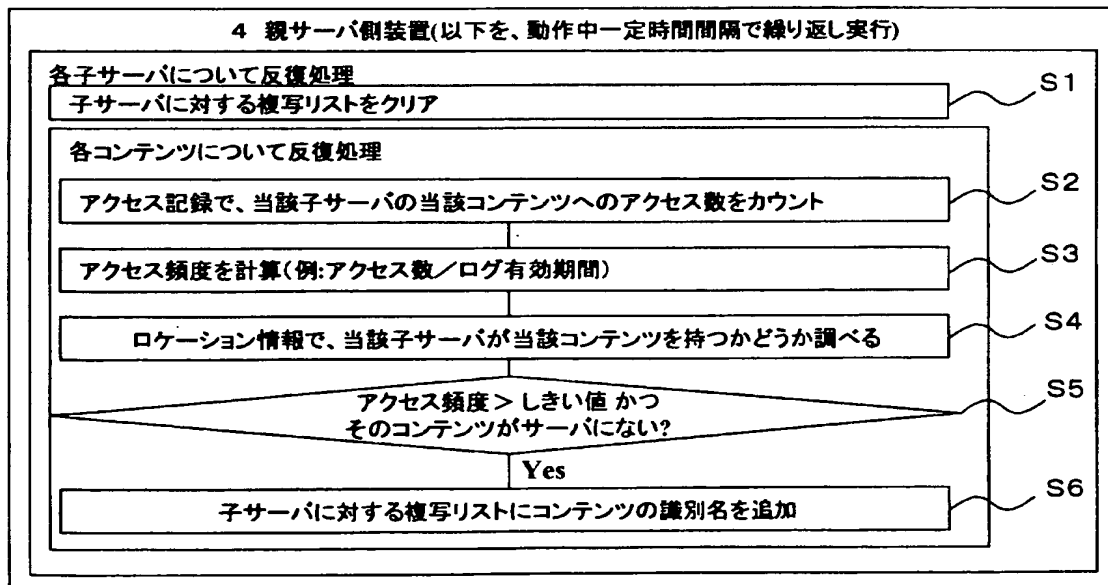 4 親サーバ側装置(以下を、動作中一定時間間隔で繰り返し実行)
各子サーバについて反復処理
子サーバに対する複写リストをクリア
S1
各コンテンツについて反復処理
アクセス記録で、当該子サーバの当該コンテンツへのアクセス数をカウント
S2
アクセス頻度を計算(例:アクセス数/ログ有効期間)
S3
ロケーション情報で、当該子サーバが当該コンテンツを持つかどうか調べる
S4
アクセス頻度 > しきい値 かつ
そのコンテンツがサーバにない?
S5
Yes
子サーバに対する複写リストにコンテンツの識別名を追加
S6